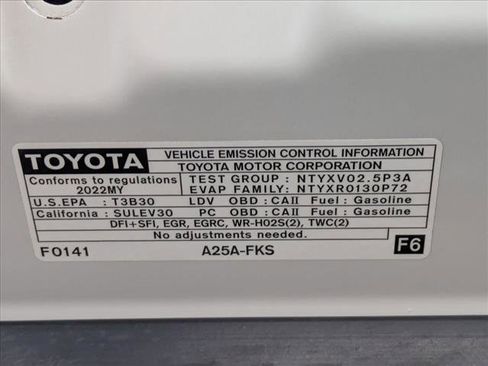 TOYOTA VEHICLE EMISSION CONTROL INFORMATION
TOYOTA MOTOR CORPORATION
Conforms to regulations TEST GROUP : NTYXV02.5P3A
2022MY EVAP FAMILY: NTYXR0130P72
U.S.EPA : T3B30 LDV OBD : CAII Fuel : Gasoline
California : SULEV30 PC OBD : CAII Fuel : Gasoline
DFI+SFI, EGR, EGRC, WR-HO2S(2), TWC(2)
No adjustments needed.
F0141 A25A-FKS F6